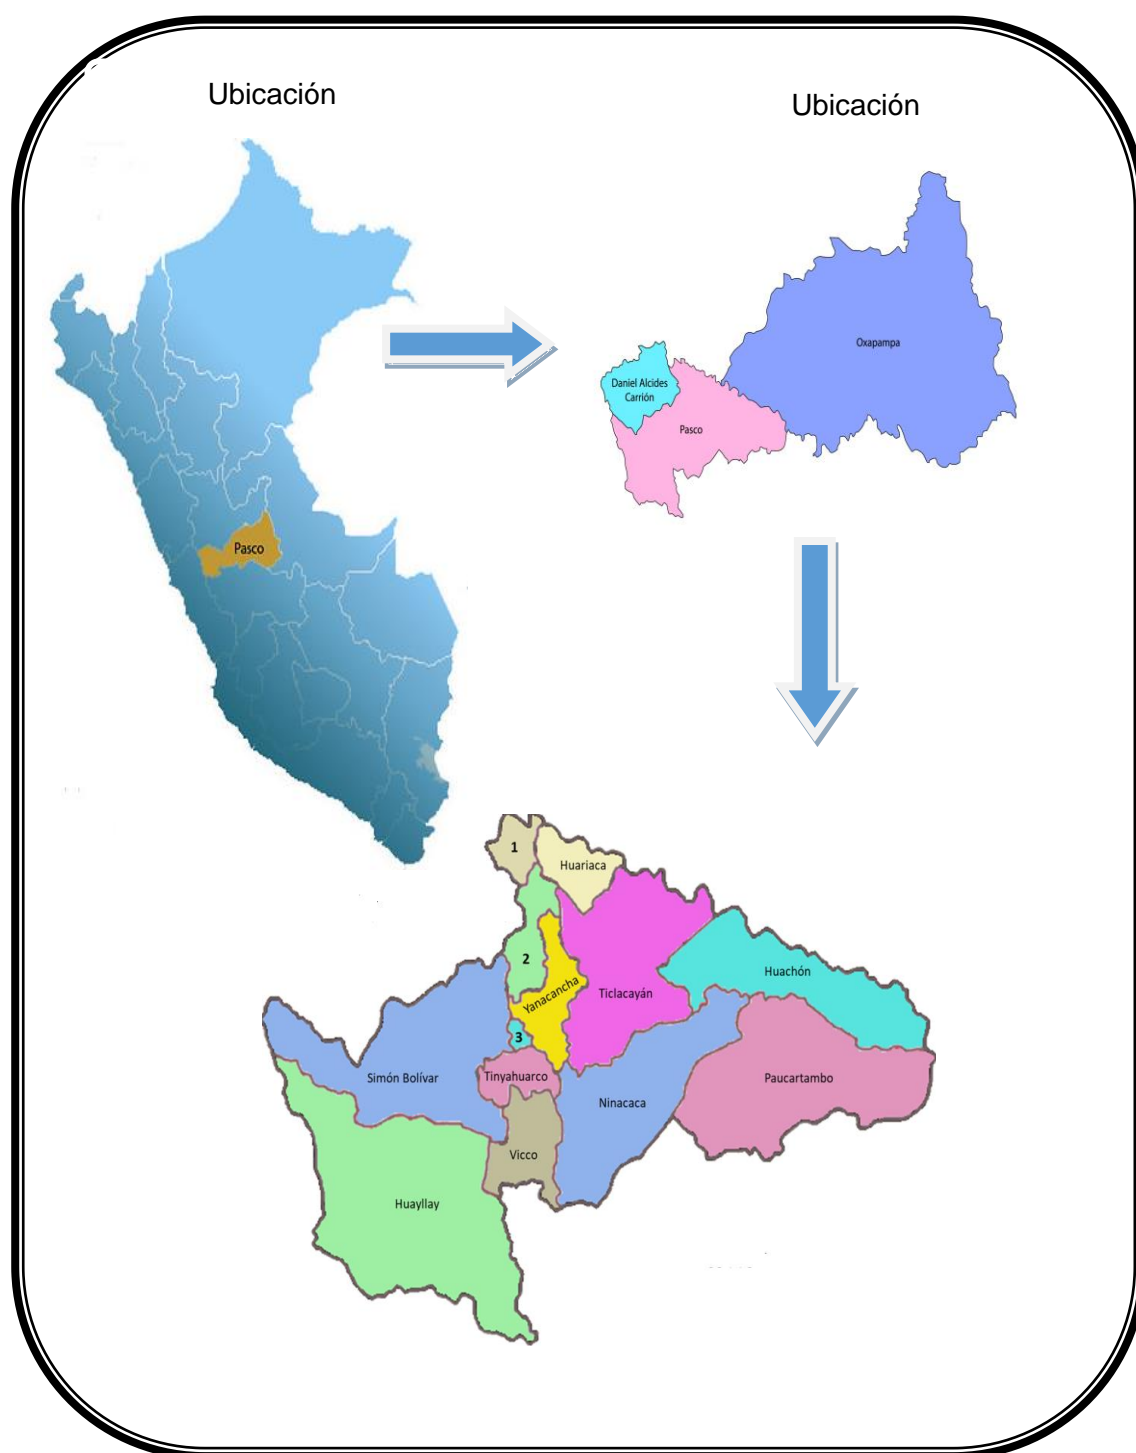 Ubicación
Ubicación
Pasco
Oxapampa
Daniel Alcides
Carrión
Pasco
1
Huariaca
2
Yanacancha
Ticlacayán
Huachón
3
Simón Bolívar
Tinyahuarco
Ninacaca
Paucartambo
Vicco
Huayllay